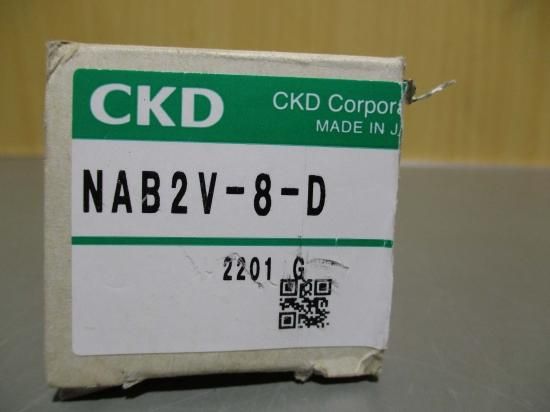 CKD
CKD Corpora
MADE IN J
NAB2V-8-D
2201 G